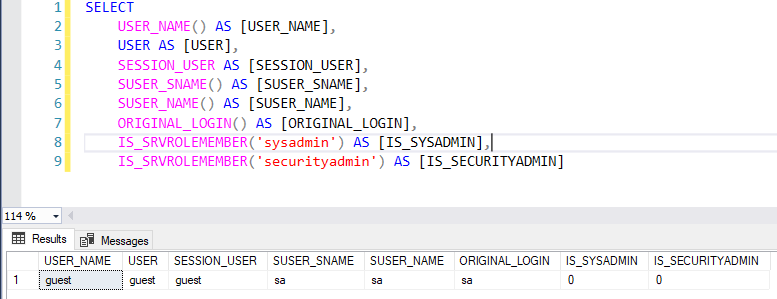 1 SELECT
2 USER_NAME() AS [USER_NAME],
3 USER AS [USER],
4 SESSION_USER AS [SESSION_USER],
5 SUSER_SNAME() AS [SUSER_SNAME],
6 SUSER_NAME() AS [SUSER_NAME],
7 ORIGINAL_LOGIN() AS [ORIGINAL_LOGIN],
8 IS_SRVROLEMEMBER('sysadmin') AS [IS_SYSADMIN],
9 IS_SRVROLEMEMBER('securityadmin') AS [IS_SECURITYADMIN]
114 %
Results Messages
USER_NAME USER SESSION_USER SUSER_SNAME SUSER_NAME ORIGINAL_LOGIN IS_SYSADMIN IS_SECURITYADMIN
1 guest guest guest sa sa sa 0 0